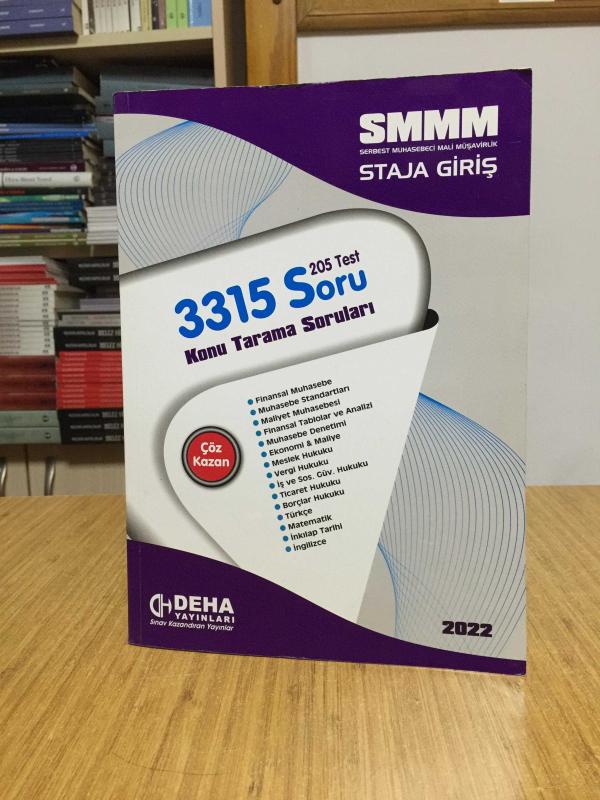 SMMM
SERBEST MUHASEBECİ MALİ MÜŞAVİRLİK
STAJA GİRİŞ
205 Test
3315 Soru
Konu Tarama Soruları
Çöz
Kazan
Finansal Muhasebe
Muhasebe Standartları
Maliyet Muhasebesi
Finansal Tablolar ve Analizi
Muhasebe Denetimi
Ekonomi & Maliye
Meslek Hukuku
Vergi Hukuku
İş ve Sos. Güv. Hukuku
Ticaret Hukuku
Borçlar Hukuku
Türkçe
Matematik
İnkılap Tarihi
İngilizce
DEHA
YAYINLARI
Sınav Kazandıran Yayınlar
2022